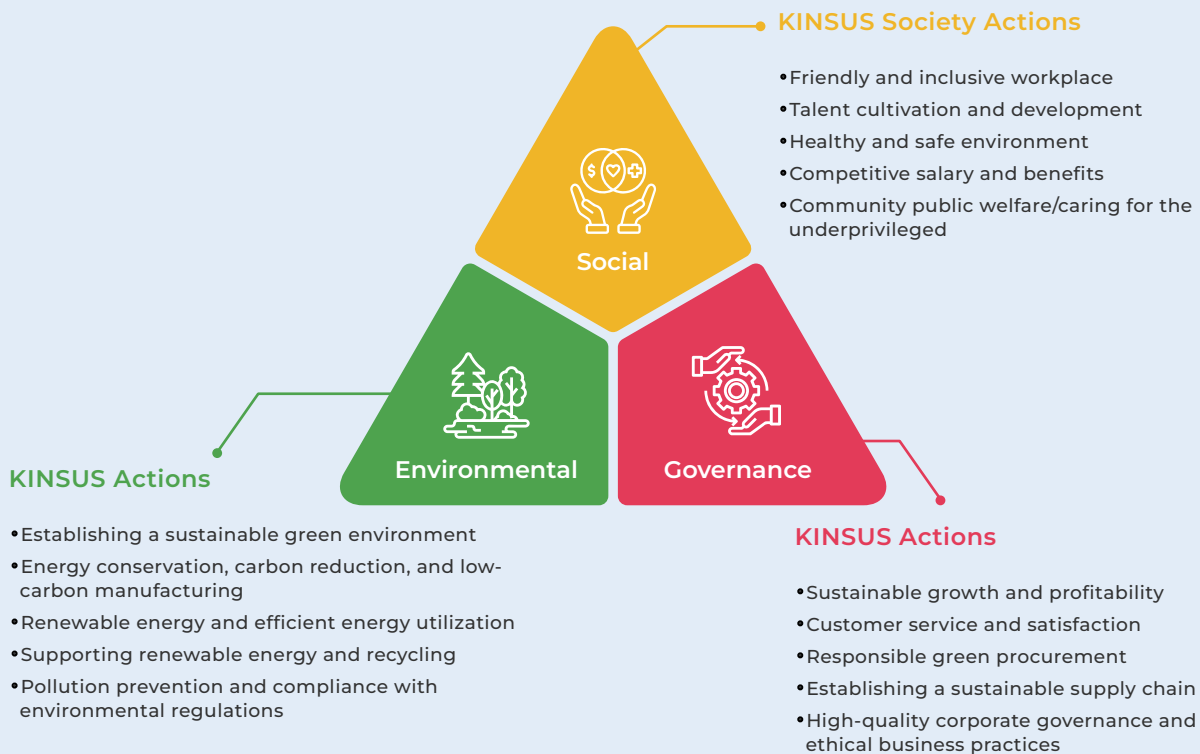 KINSUS Society Actions
•Friendly and inclusive workplace
•Talent cultivation and development
•Healthy and safe environment
•Competitive salary and benefits
•Community public welfare/caring for the
underprivileged
$
Social
Environmental
Governance
KINSUS Actions
•Establishing a sustainable green environment
•Energy conservation, carbon reduction, and low-
carbon manufacturing
•Renewable energy and efficient energy utilization
•Supporting renewable energy and recycling
•Pollution prevention and compliance with
environmental regulations
KINSUS Actions
•Sustainable growth and profitability
•Customer service and satisfaction
•Responsible green procurement
•Establishing a sustainable supply chain
•High-quality corporate governance and
ethical business practices